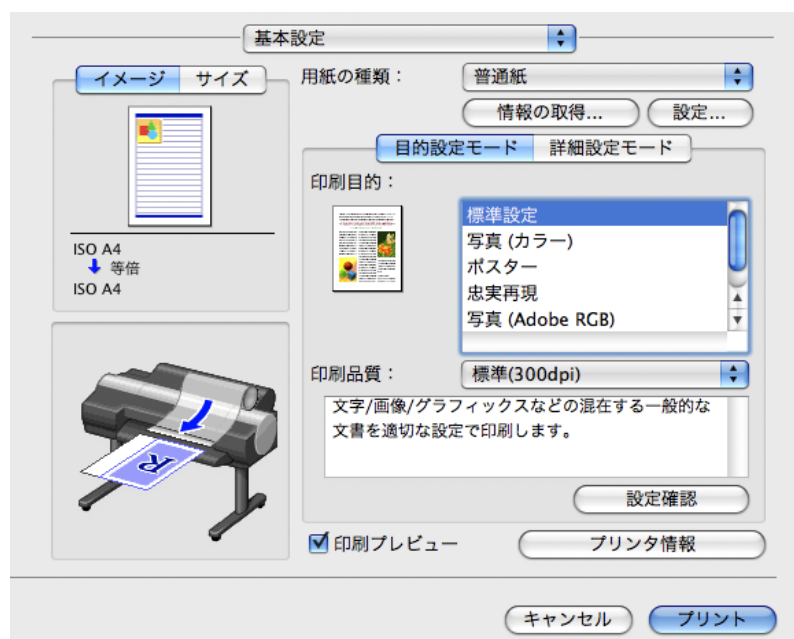 基本設定
イメージ サイズ
ISO A4
等倍
ISO A4
用紙の種類： 普通紙
情報の取得... 設定...
目的設定モード 詳細設定モード
印刷目的：
標準設定
写真 (カラー)
ポスター
忠実再現
写真 (Adobe RGB)
印刷品質： 標準(300dpi)
文字/画像/グラフィックスなどの混在する一般的な
文書を適切な設定で印刷します。
設定確認
印刷プレビュー プリンタ情報
キャンセル プリント